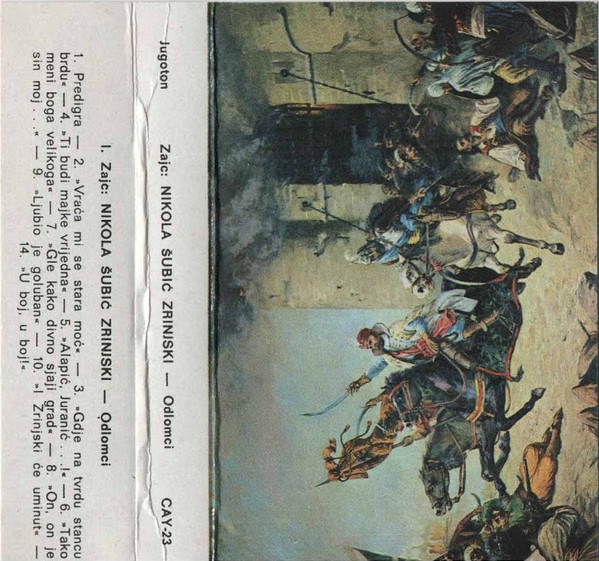 Jugoton Zajc: NIKOLA ŠUBIĆ ZRINJSKI — Odlomci CAY-23
I. Zajc: NIKOLA ŠUBIĆ ZRINJSKI — Odlomci
1. Predigra — 2. »Vraća mi se stara moć« — 3. »Gdje na tvrdu stancu
brdu« — 4. »Ti budi majke vrijedna« — 5. »Alapić, Juranić . . .!« — 6. »Tako
meni boga velikoga« — 7. »Gle kako divno sjaji grad« — 8. »On, on je
sin moj . . .« — 9. »Ljubio je goluban« — 10. »I Zrinjski će uminut« —
14. »U boj, u boj!«